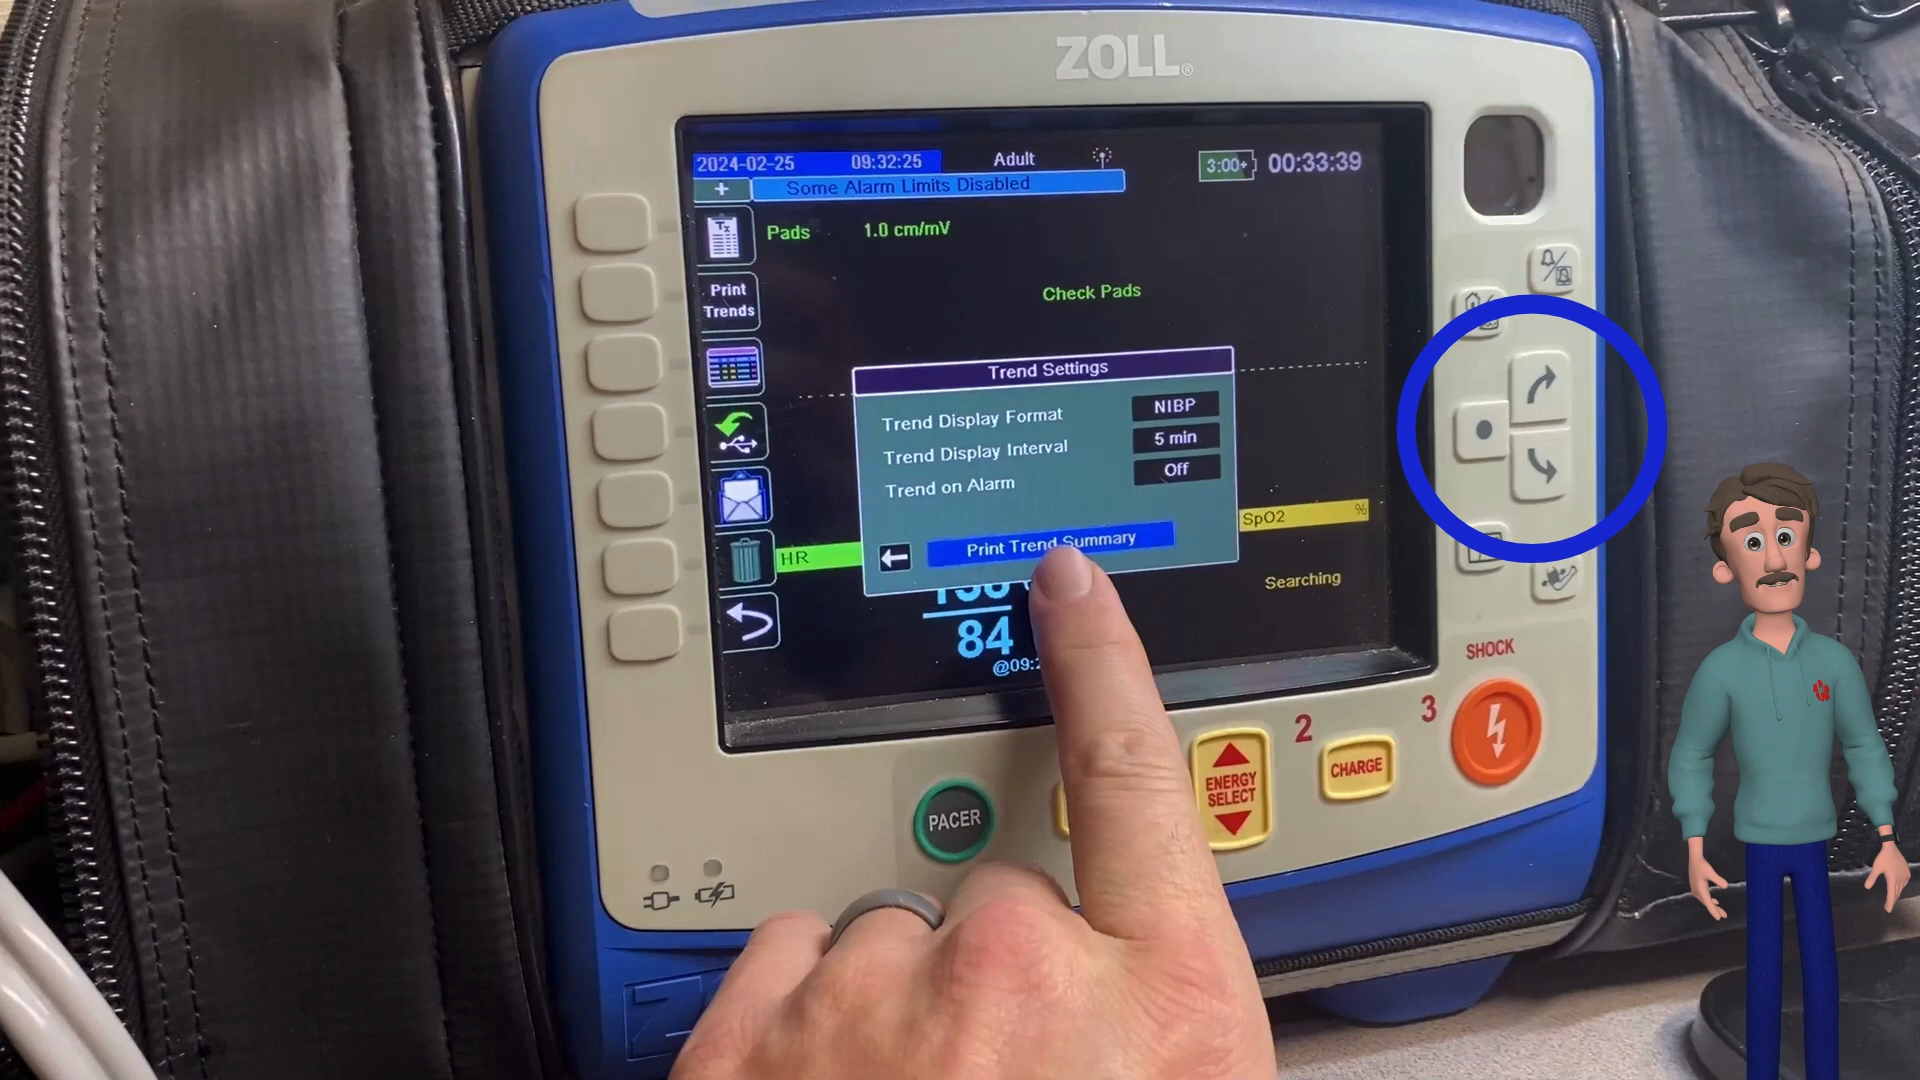 ZOLL®
2024-02-25 09:32:25 Adult 3:00+ 00:33:39
+ Some Alarm Limits Disabled
Tx
Pads 1.0 cm/mV
Print
Trends
Check Pads
Trend Settings
Trend Display Format NIBP
Trend Display Interval 5 min
Trend on Alarm Off
Print Trend Summary
HR
SpO2 %
Searching
84
SHOCK
3
2
ENERGY
SELECT
CHARGE
PACER